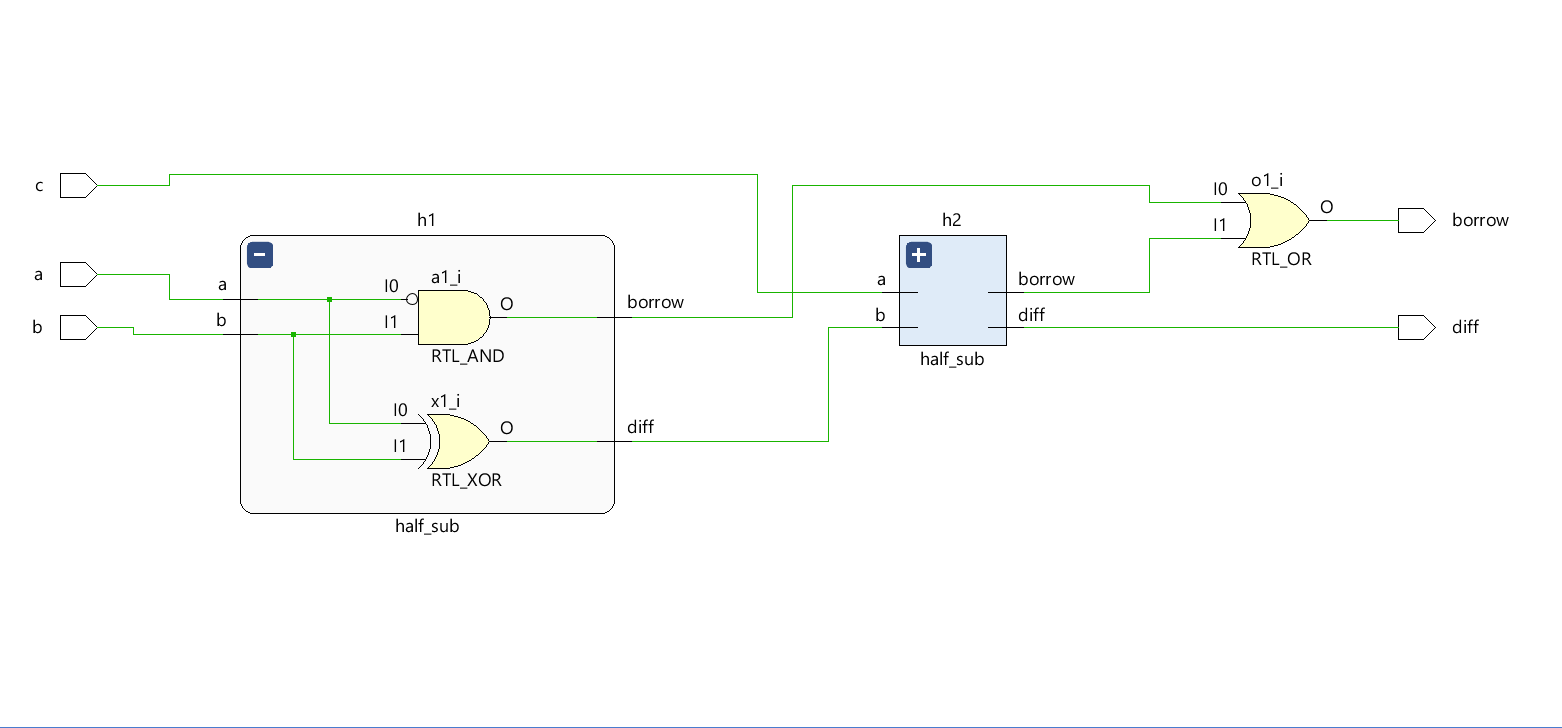 c
a
b
h1
a
b
I0
I1
a1_i
O
RTL_AND
borrow
I0
I1
x1_i
O
RTL_XOR
diff
half_sub
h2
a
b
borrow
diff
half_sub
I0
I1
o1_i
O
RTL_OR
borrow
diff